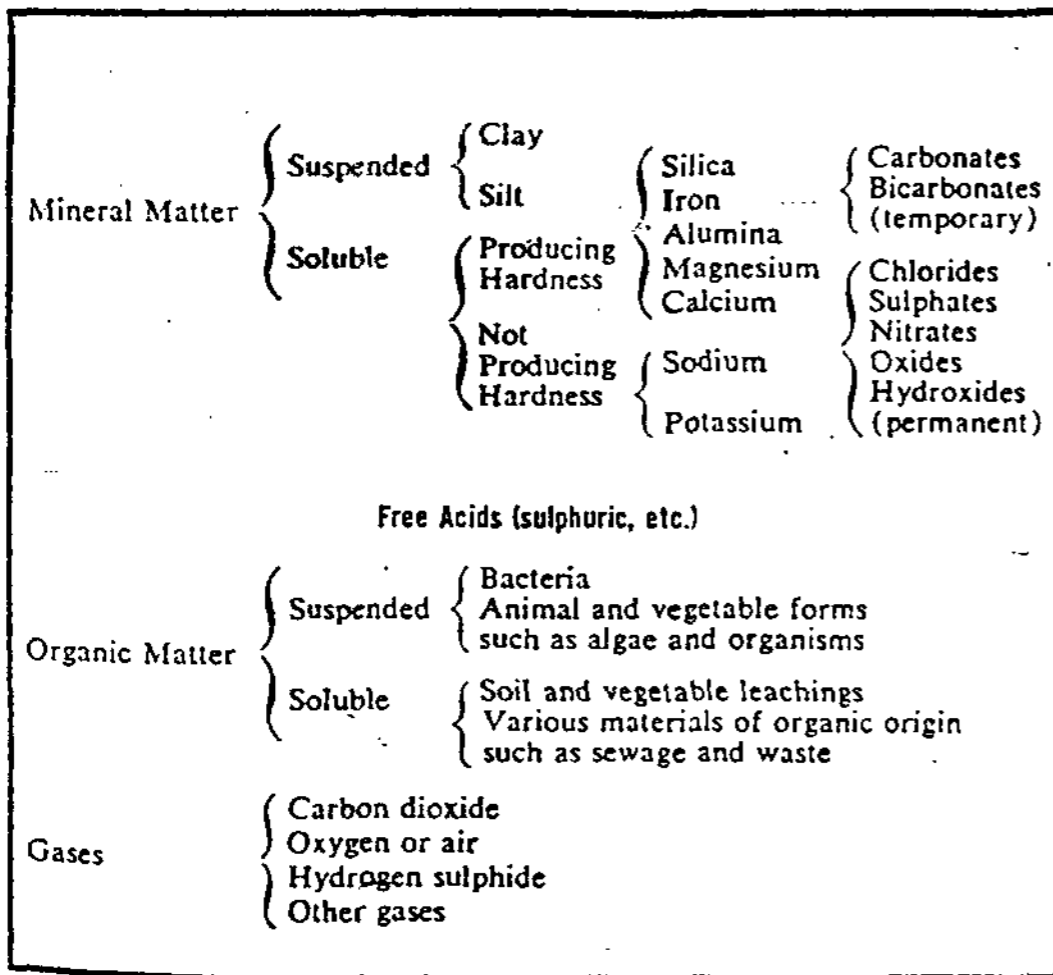 Mineral Matter
Suspended
Clay
Silt
Soluble
Producing
Hardness
Not
Producing
Hardness
Silica
Iron
Alumina
Magnesium
Calcium
Sodium
Potassium
Carbonates
Bicarbonates
(temporary)
Chlorides
Sulphates
Nitrates
Oxides
Hydroxides
(permanent)
Free Acids (sulphuric, etc.)
Organic Matter
Suspended
Bacteria
Animal and vegetable forms
such as algae and organisms
Soluble
Soil and vegetable leachings
Various materials of organic origin
such as sewage and waste
Gases
Carbon dioxide
Oxygen or air
Hydrogen sulphide
Other gases